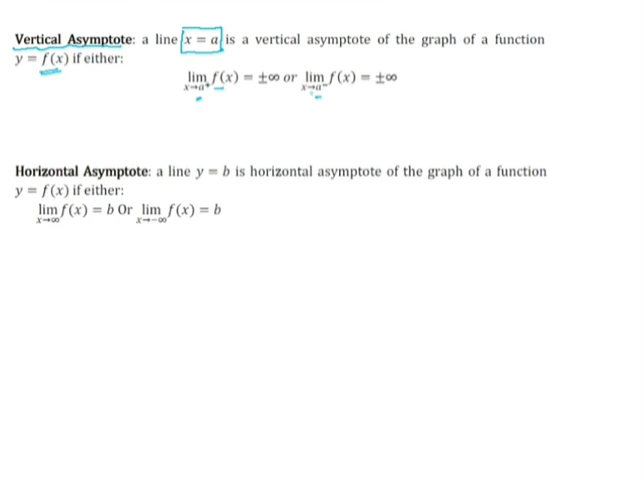 Vertical Asymptote: a line x = a is a vertical asymptote of the graph of a function
y = f(x) if either:
lim f(x) = ±∞ or lim f(x) = ±∞
x→a⁺ x→a⁻
Horizontal Asymptote: a line y = b is horizontal asymptote of the graph of a function
y = f(x) if either:
lim f(x) = b Or lim f(x) = b
x→∞ x→−∞